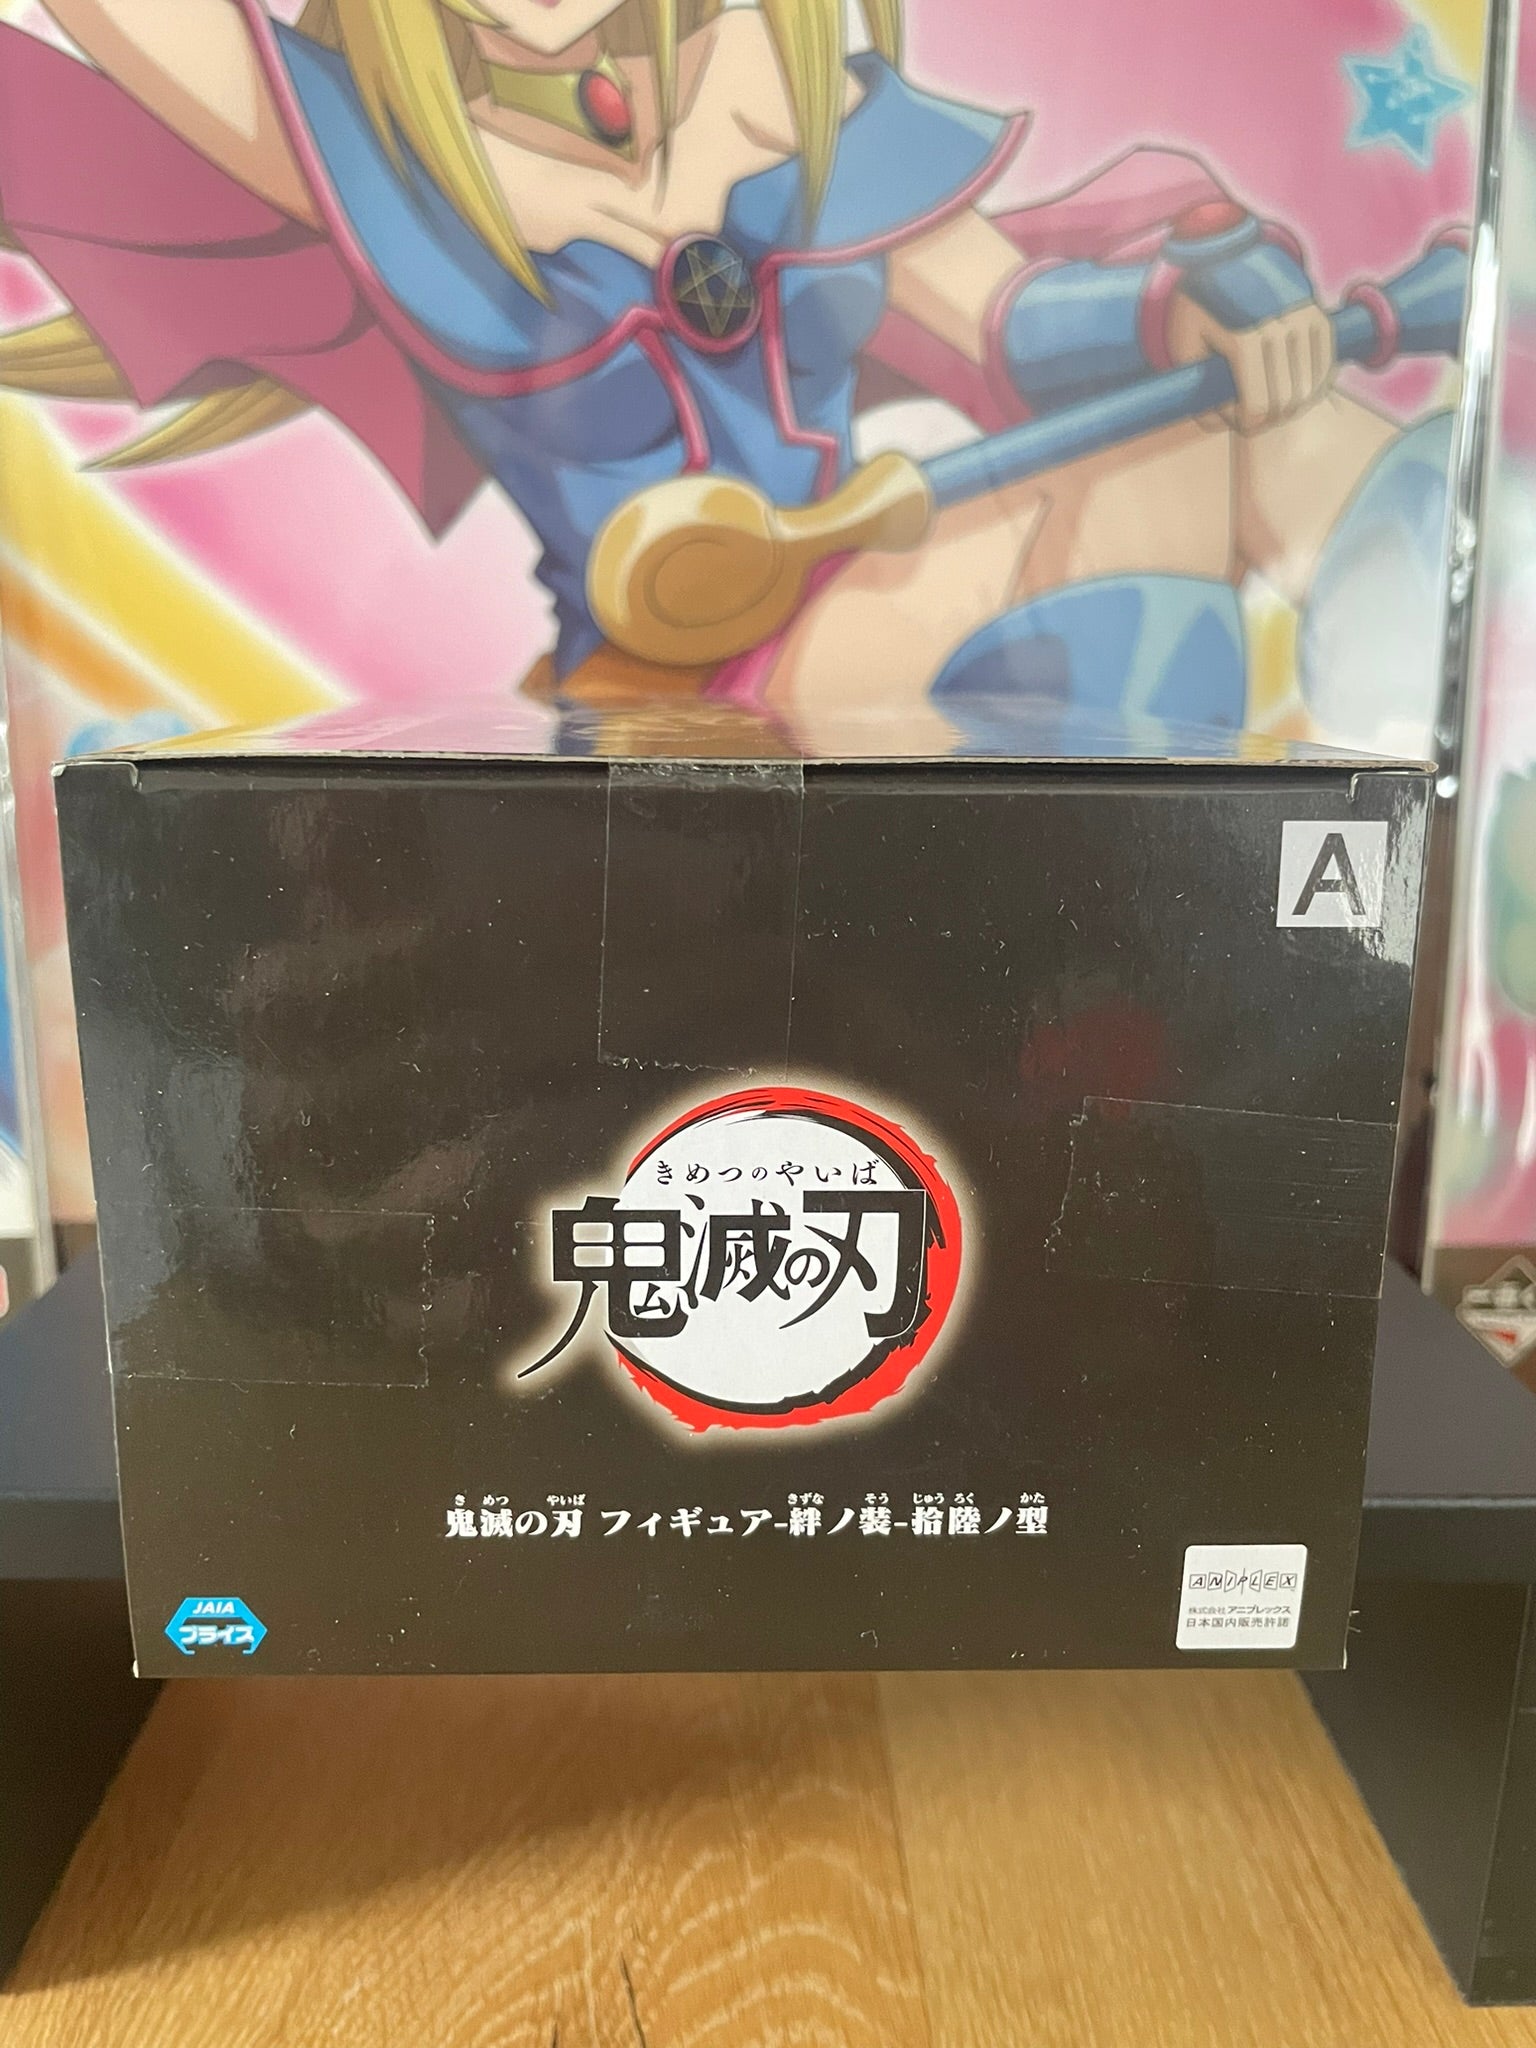 A
きめつのやいば
鬼滅の刃
き めつ やいば きずな そう じゅう ろく かた
鬼滅の刃 フィギュア-絆ノ装-拾陸ノ型
JAIA
プライズ
ANIPLEX
株式会社アニプレックス
日本国内販売許諾